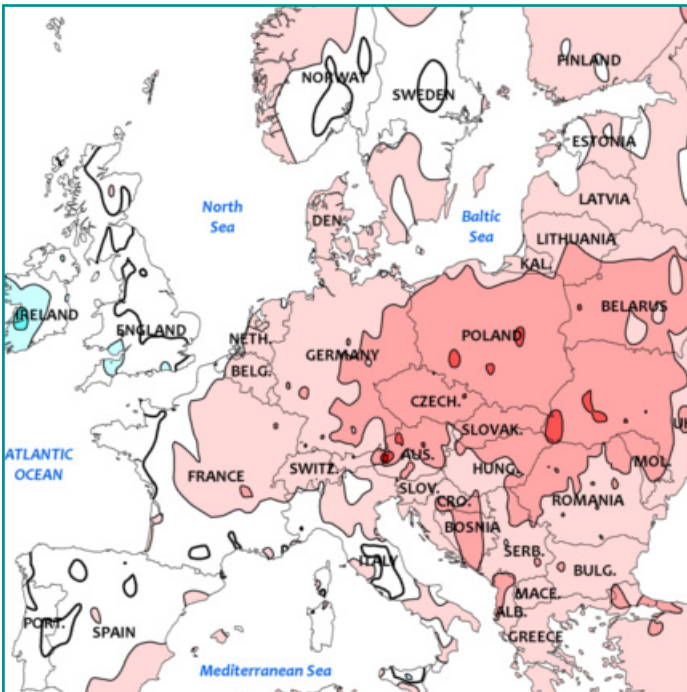 FINLAND
NORWAY
SWEDEN
ESTONIA
LATVIA
North
Sea
DEN.
Baltic
Sea
LITHUANIA
KAL.
IRELAND
ENGLAND
NETH.
BELG.
GERMANY
POLAND
BELARUS
CZECH.
SLOVAK.
UK
ATLANTIC
OCEAN
FRANCE
SWITZ.
AUS.
HUNG.
MOL.
SLOV.
CRO.
ROMANIA
BOSNIA
SERB.
ITALY
BULG.
PORT.
SPAIN
MACE.
ALB.
GREECE
Mediterranean Sea